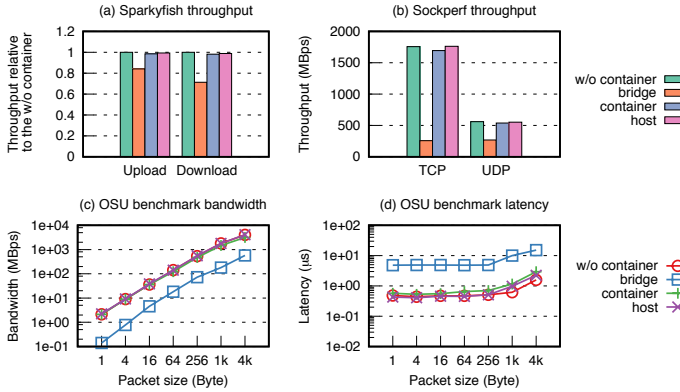 (a) Sparkyfish throughput
Throughput relative
to the w/o container
1.2
1
0.8
0.6
0.4
0.2
0
Upload Download
(b) Sockperf throughput
Throughput (MBps)
2000
1500
1000
500
0
TCP UDP
w/o container
bridge
container
host
(c) OSU benchmark bandwidth
Bandwidth (MBps)
1e+04
1e+03
1e+02
1e+01
1e+00
1e-01
1 4 16 64 256 1k 4k
Packet size (Byte)
(d) OSU benchmark latency
Latency (µs)
1e+02
1e+01
1e+00
1e-01
1e-02
1 4 16 64 256 1k 4k
Packet size (Byte)
w/o container
bridge
container
host